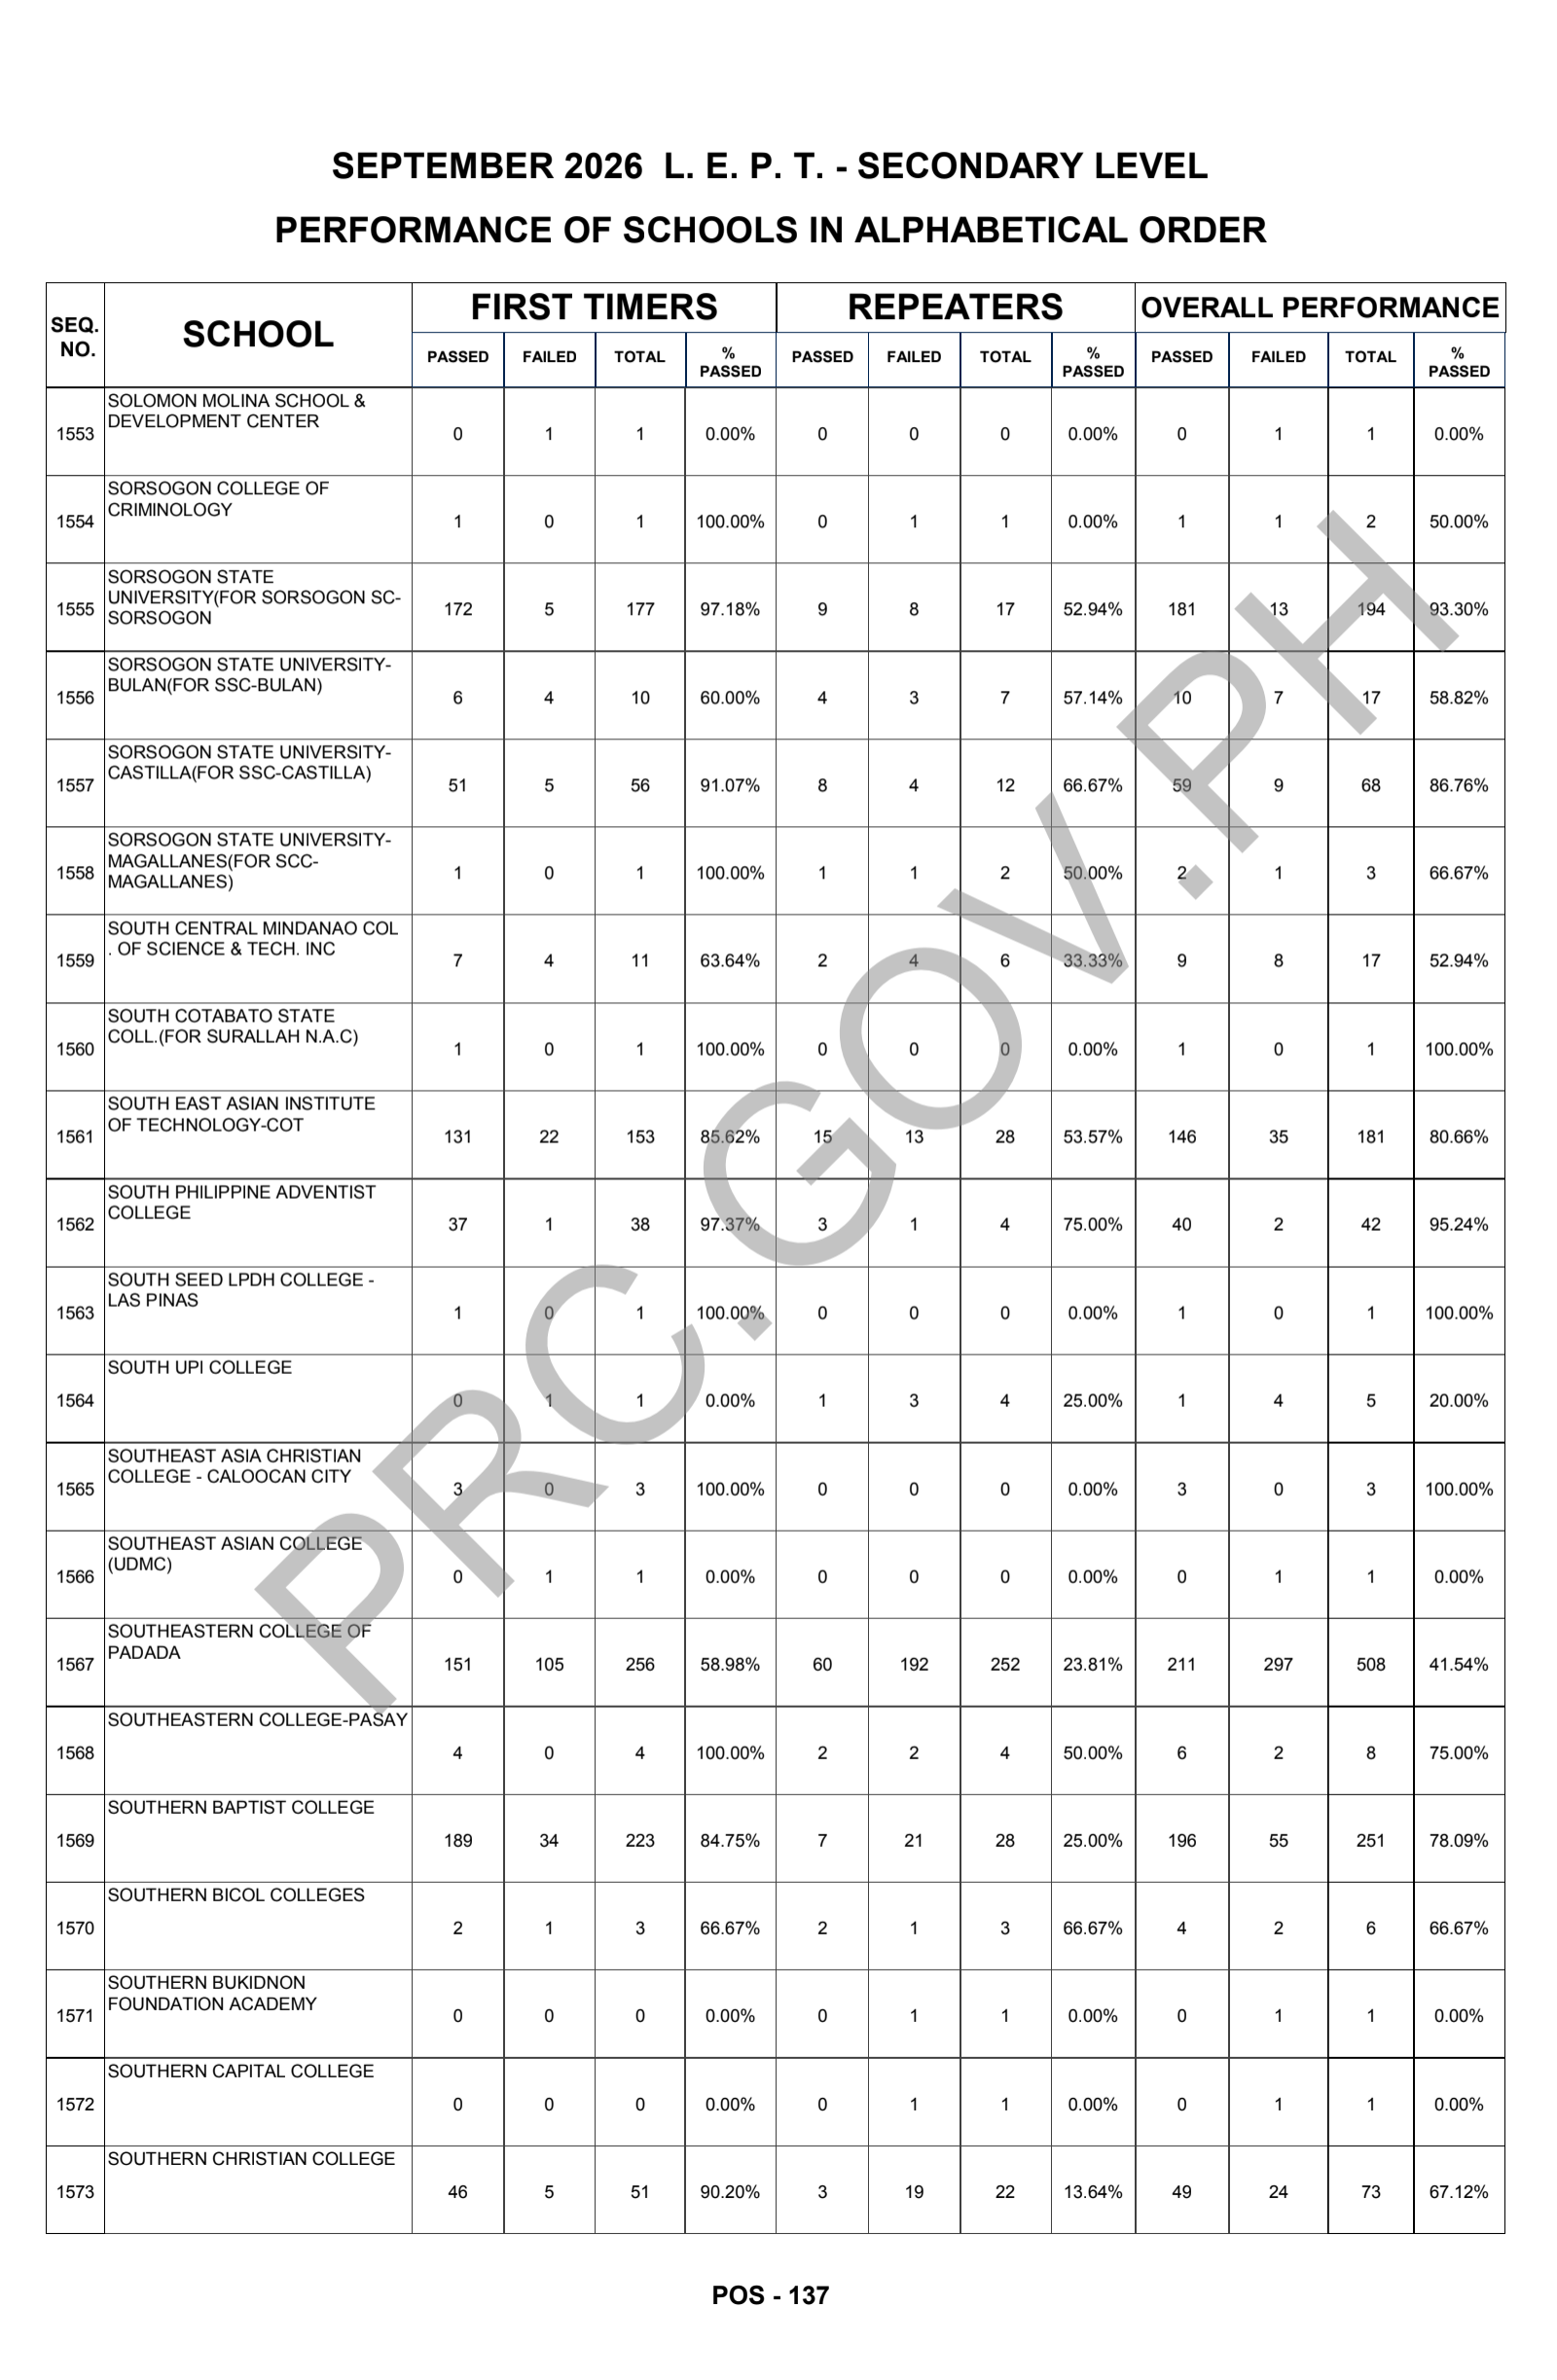 SEPTEMBER 2026 L. E. P. T. - SECONDARY LEVEL
PERFORMANCE OF SCHOOLS IN ALPHABETICAL ORDER
SEQ. NO. SCHOOL FIRST TIMERS REPEATERS OVERALL PERFORMANCE
PASSED FAILED TOTAL % PASSED PASSED FAILED TOTAL % PASSED PASSED FAILED TOTAL % PASSED
SOLOMON MOLINA SCHOOL &
DEVELOPMENT CENTER
1553 0 1 1 0.00% 0 0 0 0.00% 0 1 1 0.00%
SORSOGON COLLEGE OF
CRIMINOLOGY
1554 1 0 1 100.00% 0 1 1 0.00% 1 1 2 50.00%
SORSOGON STATE
UNIVERSITY(FOR SORSOGON SC-
SORSOGON
1555 172 5 177 97.18% 9 8 17 52.94% 181 13 194 93.30%
SORSOGON STATE UNIVERSITY-
BULAN(FOR SSC-BULAN)
1556 6 4 10 60.00% 4 3 7 57.14% 10 7 17 58.82%
SORSOGON STATE UNIVERSITY-
CASTILLA(FOR SSC-CASTILLA)
1557 51 5 56 91.07% 8 4 12 66.67% 59 9 68 86.76%
SORSOGON STATE UNIVERSITY-
MAGALLANES(FOR SCC-
MAGALLANES)
1558 1 0 1 100.00% 1 1 2 50.00% 2 1 3 66.67%
SOUTH CENTRAL MINDANAO COL
. OF SCIENCE & TECH. INC
1559 7 4 11 63.64% 2 4 6 33.33% 9 8 17 52.94%
SOUTH COTABATO STATE
COLL.(FOR SURALLAH N.A.C)
1560 1 0 1 100.00% 0 0 0 0.00% 1 0 1 100.00%
SOUTH EAST ASIAN INSTITUTE
OF TECHNOLOGY-COT
1561 131 22 153 85.62% 15 13 28 53.57% 146 35 181 80.66%
SOUTH PHILIPPINE ADVENTIST
COLLEGE
1562 37 1 38 97.37% 3 1 4 75.00% 40 2 42 95.24%
SOUTH SEED LPDH COLLEGE -
LAS PINAS
1563 1 0 1 100.00% 0 0 0 0.00% 1 0 1 100.00%
SOUTH UPI COLLEGE
1564 0 1 1 0.00% 1 3 4 25.00% 1 4 5 20.00%
SOUTHEAST ASIA CHRISTIAN
COLLEGE - CALOOCAN CITY
1565 3 0 3 100.00% 0 0 0 0.00% 3 0 3 100.00%
SOUTHEAST ASIAN COLLEGE
(UDMC)
1566 0 1 1 0.00% 0 0 0 0.00% 0 1 1 0.00%
SOUTHEASTERN COLLEGE OF
PADADA
1567 151 105 256 58.98% 60 192 252 23.81% 211 297 508 41.54%
SOUTHEASTERN COLLEGE-PASAY
1568 4 0 4 100.00% 2 2 4 50.00% 6 2 8 75.00%
SOUTHERN BAPTIST COLLEGE
1569 189 34 223 84.75% 7 21 28 25.00% 196 55 251 78.09%
SOUTHERN BICOL COLLEGES
1570 2 1 3 66.67% 2 1 3 66.67% 4 2 6 66.67%
SOUTHERN BUKIDNON
FOUNDATION ACADEMY
1571 0 0 0 0.00% 0 1 1 0.00% 0 1 1 0.00%
SOUTHERN CAPITAL COLLEGE
1572 0 0 0 0.00% 0 1 1 0.00% 0 1 1 0.00%
SOUTHERN CHRISTIAN COLLEGE
1573 46 5 51 90.20% 3 19 22 13.64% 49 24 73 67.12%
PRC.GOV.PH
POS - 137